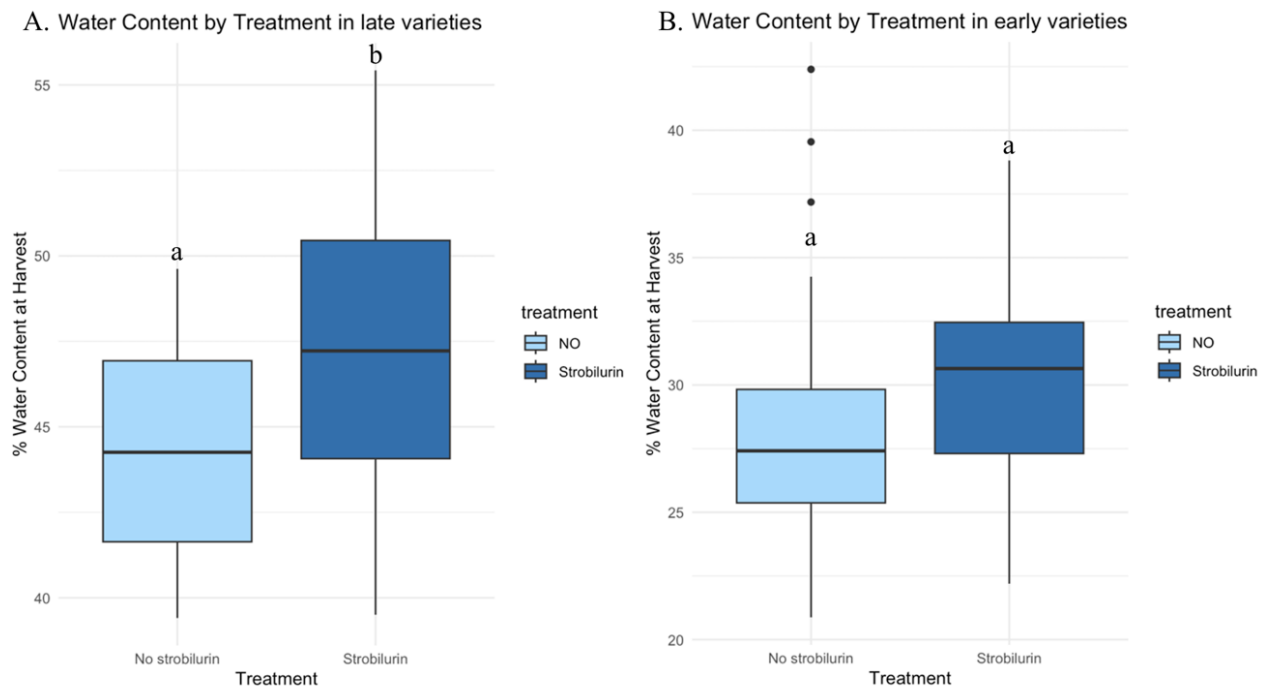 A. Water Content by Treatment in late varieties
b
a
55
50
45
40
% Water Content at Harvest
No strobilurin
Strobilurin
Treatment
treatment
NO
Strobilurin
B. Water Content by Treatment in early varieties
a
a
40
35
30
25
20
% Water Content at Harvest
No strobilurin
Strobilurin
Treatment
treatment
NO
Strobilurin